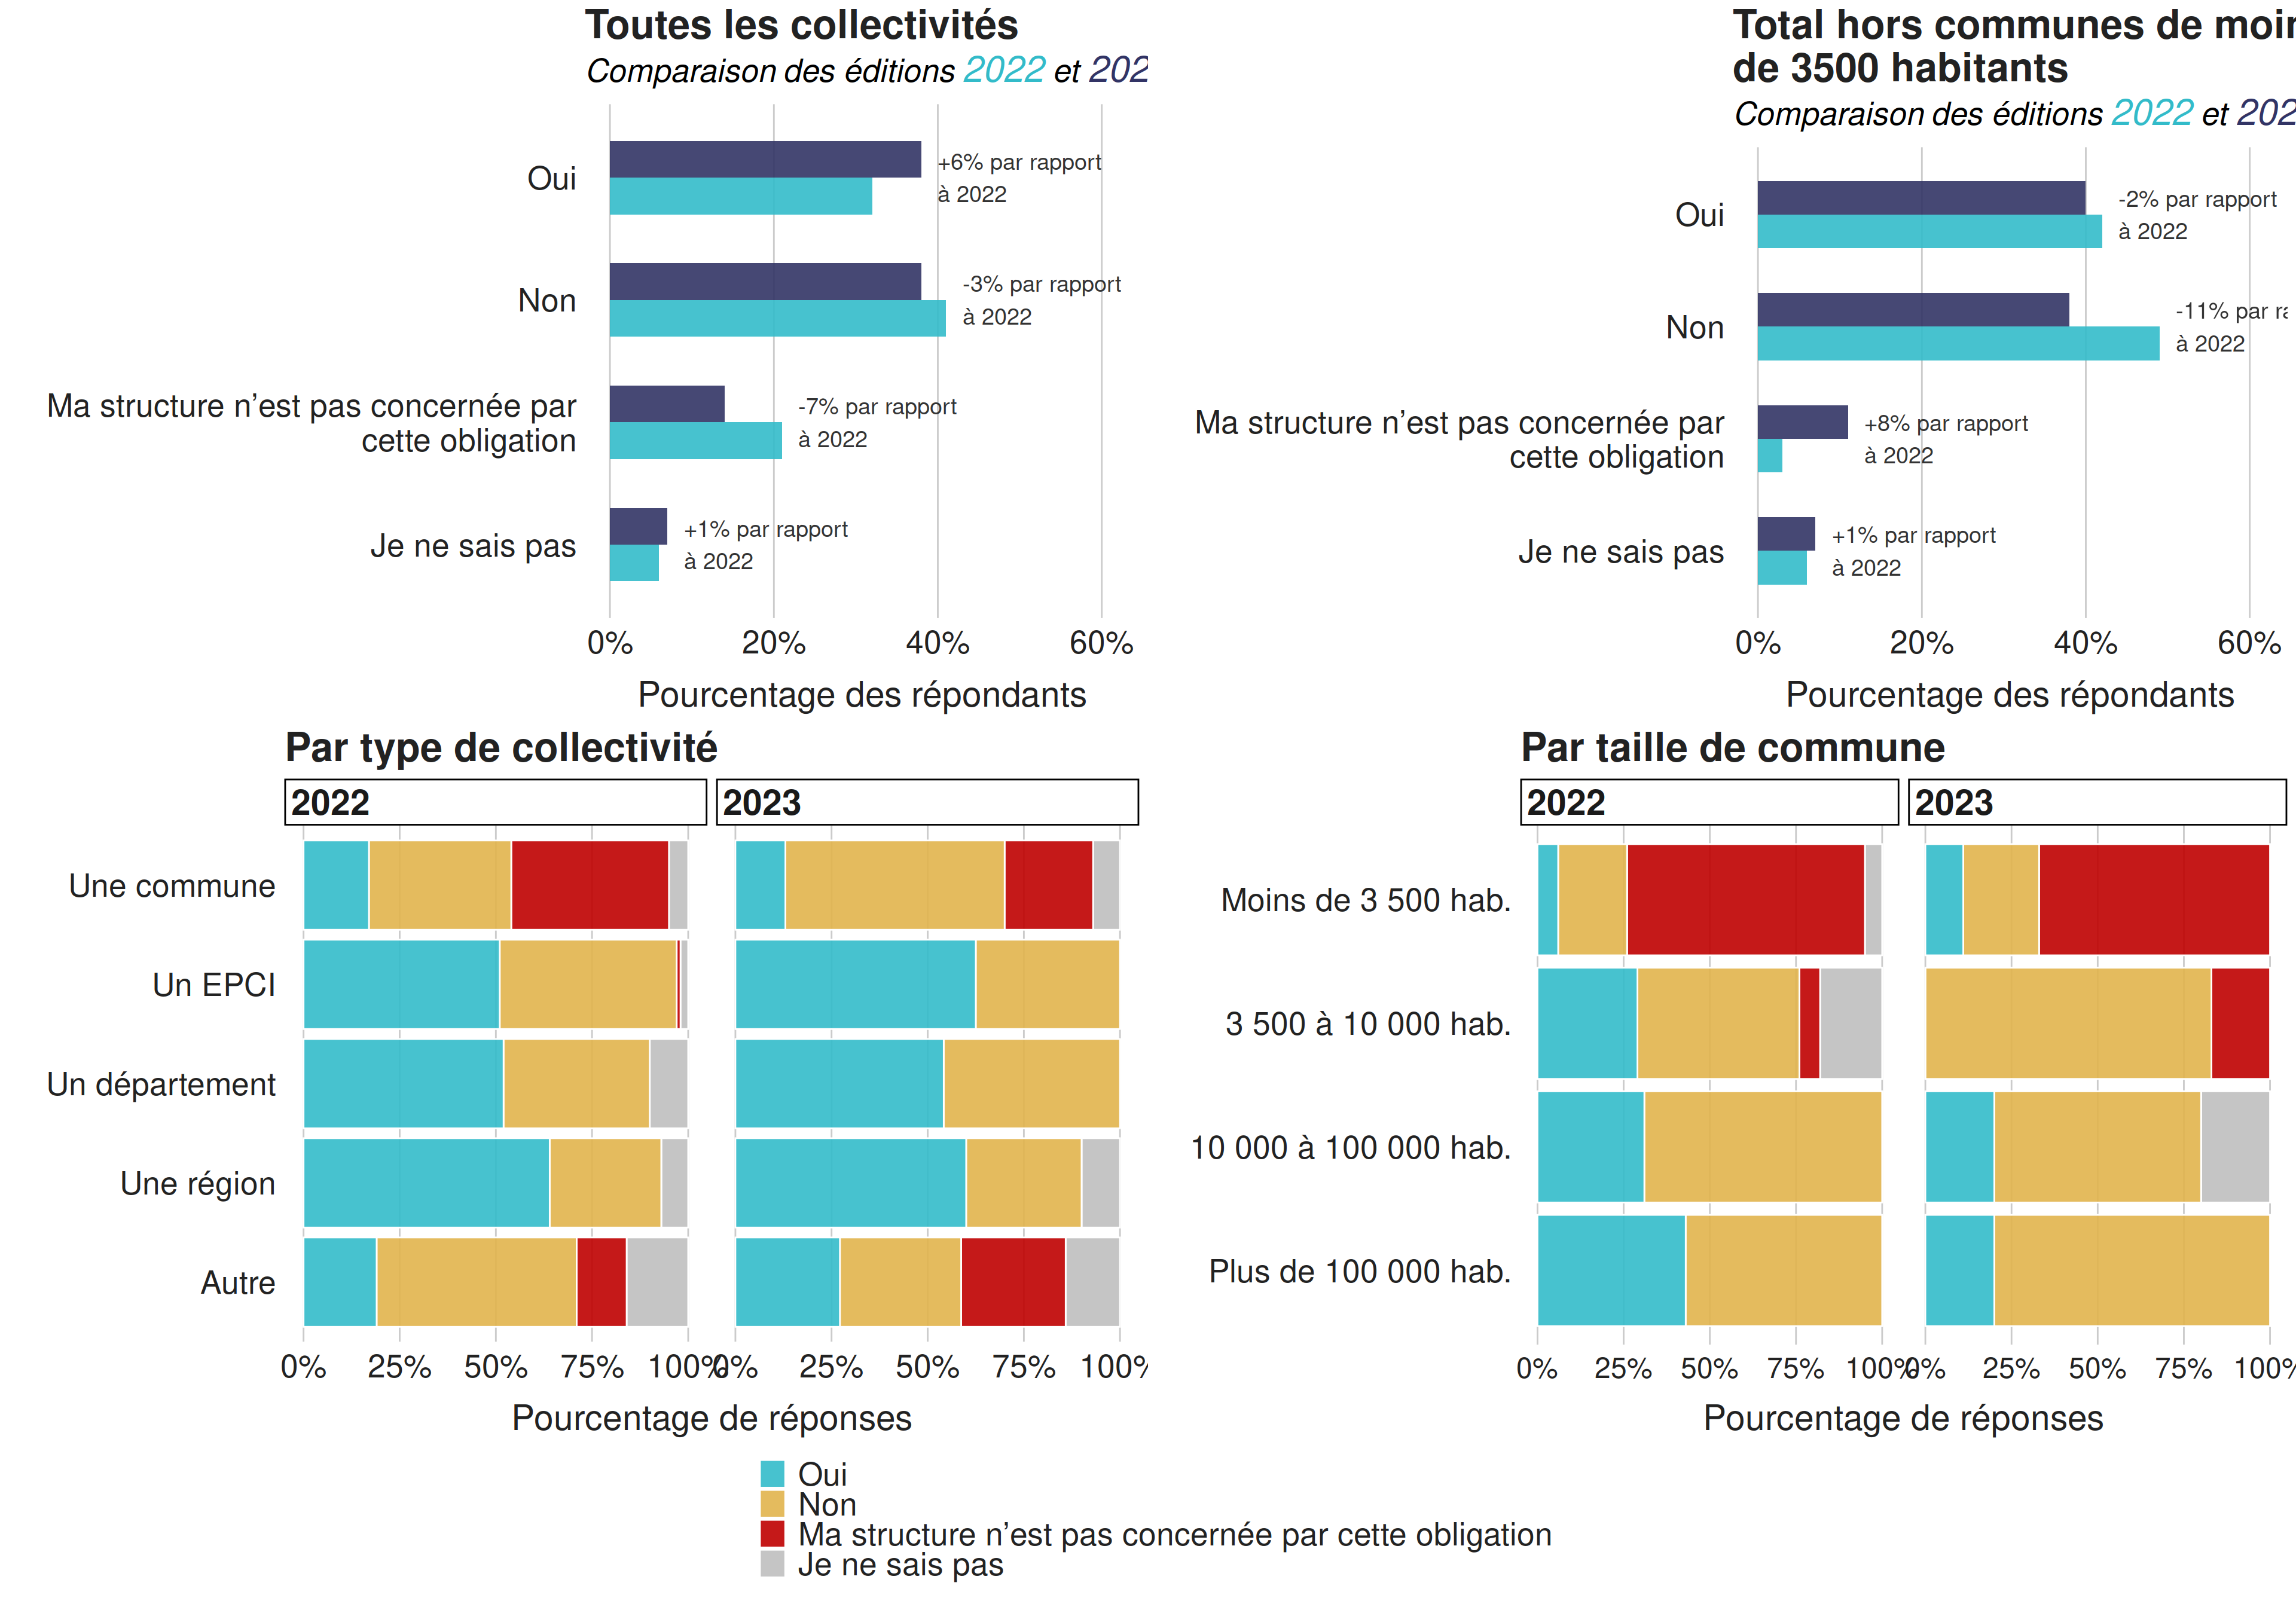 Toutes les collectivités
Comparaison des éditions 2022 et 202
Oui
+6% par rapport
à 2022
Non
-3% par rapport
à 2022
Ma structure n’est pas concernée par
cette obligation
-7% par rapport
à 2022
Je ne sais pas
+1% par rapport
à 2022
0% 20% 40% 60%
Pourcentage des répondants
Total hors communes de moin
de 3500 habitants
Comparaison des éditions 2022 et 202
Oui
-2% par rapport
à 2022
Non
-11% par ra
à 2022
Ma structure n’est pas concernée par
cette obligation
+8% par rapport
à 2022
Je ne sais pas
+1% par rapport
à 2022
0% 20% 40% 60%
Pourcentage des répondants
Par type de collectivité
2022 2023
Une commune
Un EPCI
Un département
Une région
Autre
0% 25% 50% 75% 100% 0% 25% 50% 75% 100%
Pourcentage de réponses
Par taille de commune
2022 2023
Moins de 3 500 hab.
3 500 à 10 000 hab.
10 000 à 100 000 hab.
Plus de 100 000 hab.
0% 25% 50% 75% 100% 0% 25% 50% 75% 100%
Pourcentage de réponses
Oui
Non
Ma structure n’est pas concernée par cette obligation
Je ne sais pas